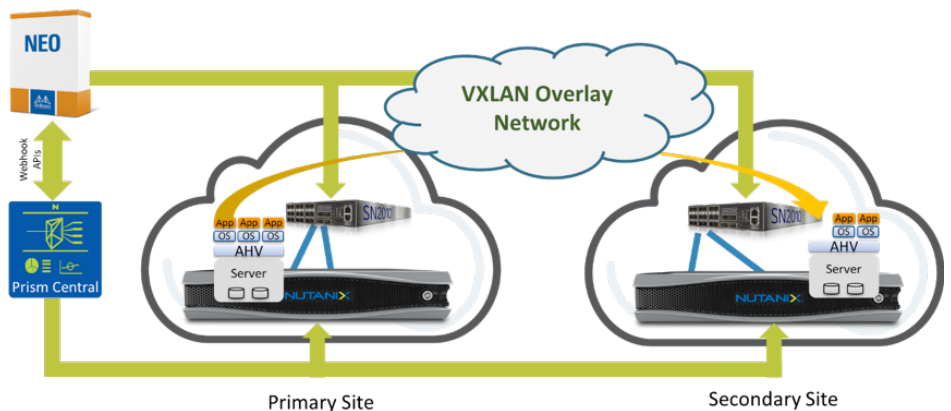 NEO
VXLAN Overlay
Network
Webhook
APIs
N
Prism Central
App App App
OS OS OS
AHV
Server
NUTANIX
SN2010
SN2010
App App
OS OS
AHV
Server
NUTANIX
Primary Site
Secondary Site